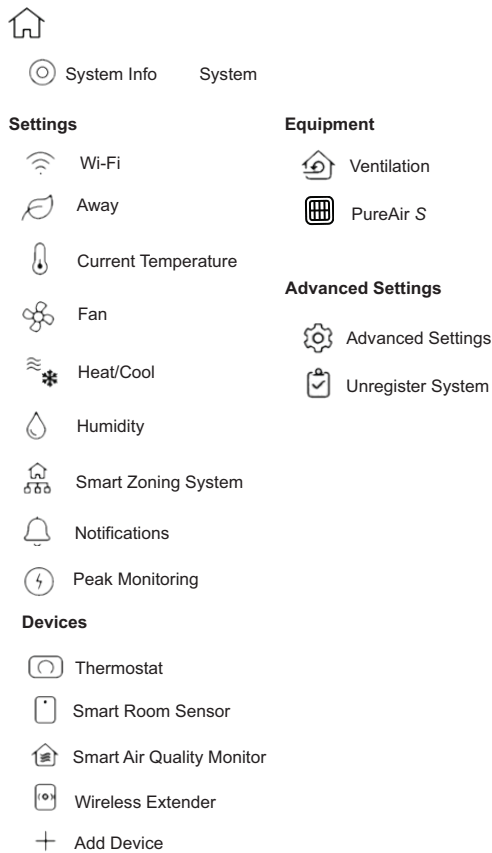 System Info System
Settings
Wi-Fi
Away
Current Temperature
Fan
Heat/Cool
Humidity
Smart Zoning System
Notifications
Peak Monitoring
Devices
Thermostat
Smart Room Sensor
Smart Air Quality Monitor
Wireless Extender
Add Device
Equipment
Ventilation
PureAir S
Advanced Settings
Advanced Settings
Unregister System